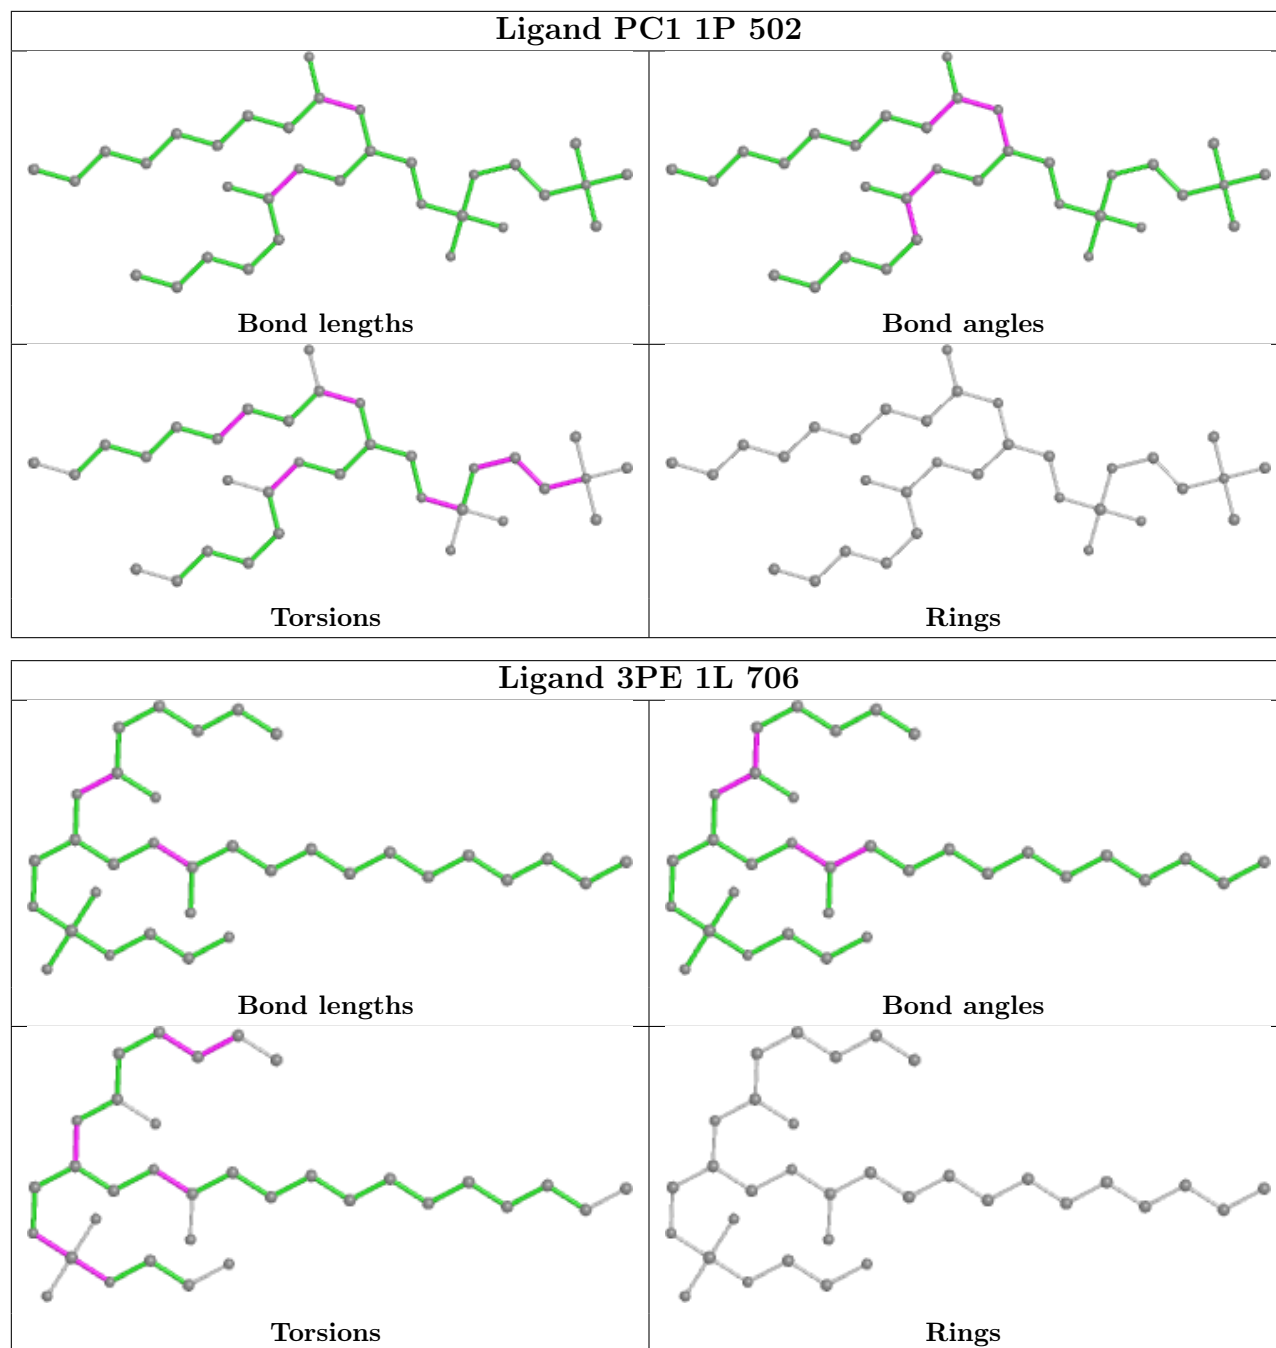 Ligand PC1 1P 502
Bond lengths
Bond angles
Torsions
Rings
Ligand 3PE 1L 706
Bond lengths
Bond angles
Torsions
Rings